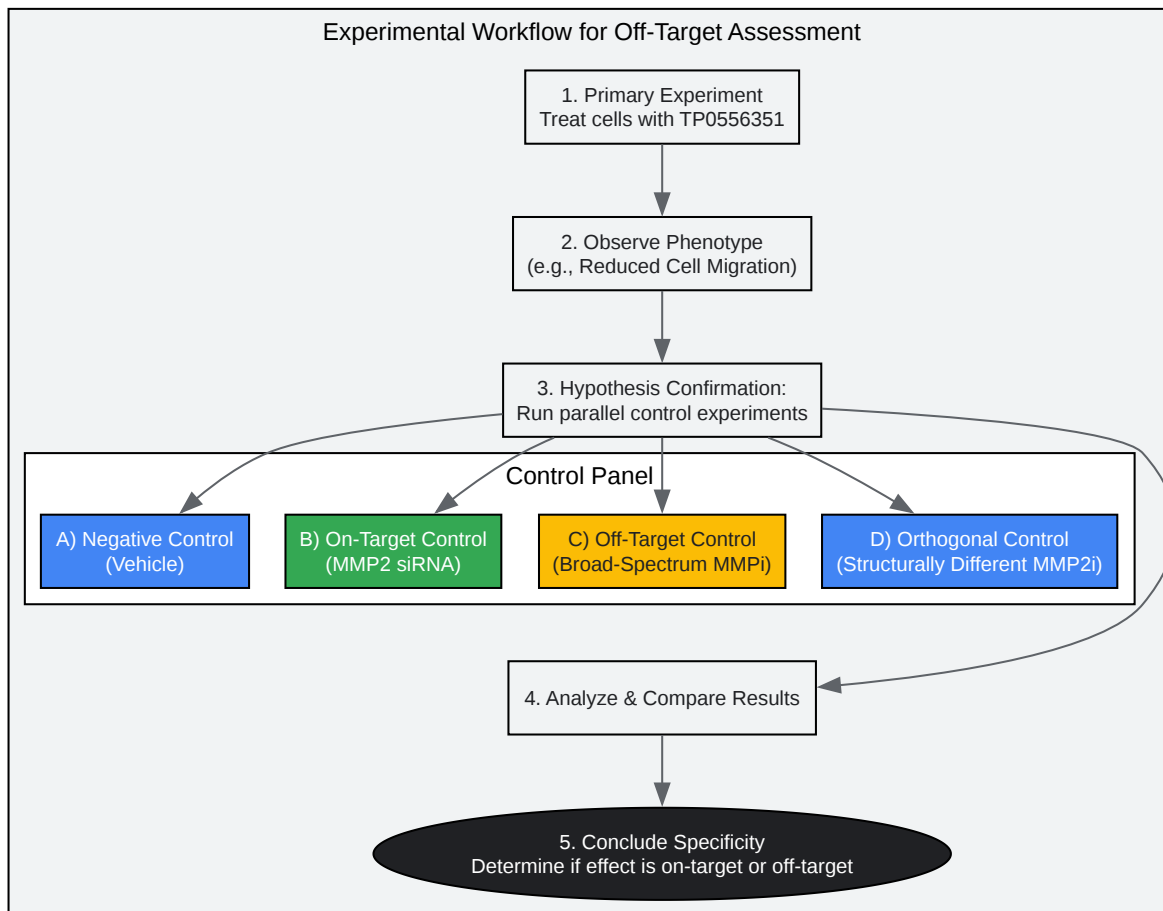 Experimental Workflow for Off-Target Assessment
1. Primary Experiment
Treat cells with TP0556351
2. Observe Phenotype
(e.g., Reduced Cell Migration)
3. Hypothesis Confirmation:
Run parallel control experiments
Control Panel
A) Negative Control
(Vehicle)
B) On-Target Control
(MMP2 siRNA)
C) Off-Target Control
(Broad-Spectrum MMPi)
D) Orthogonal Control
(Structurally Different MMP2i)
4. Analyze & Compare Results
5. Conclude Specificity
Determine if effect is on-target or off-target